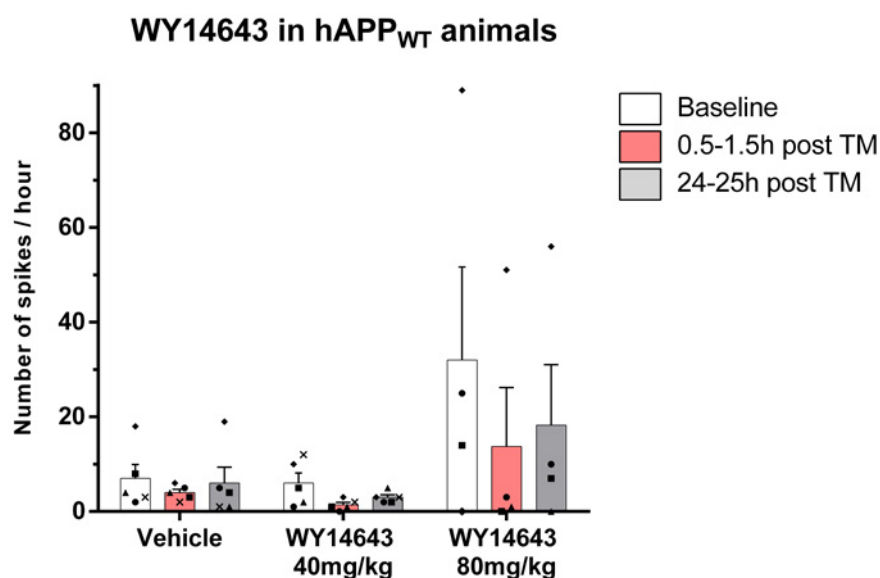 WY14643 in hAPPWT animals
Baseline
0.5-1.5h post TM
24-25h post TM
Number of spikes / hour
80
60
40
20
0
Vehicle
WY14643
40mg/kg
WY14643
80mg/kg